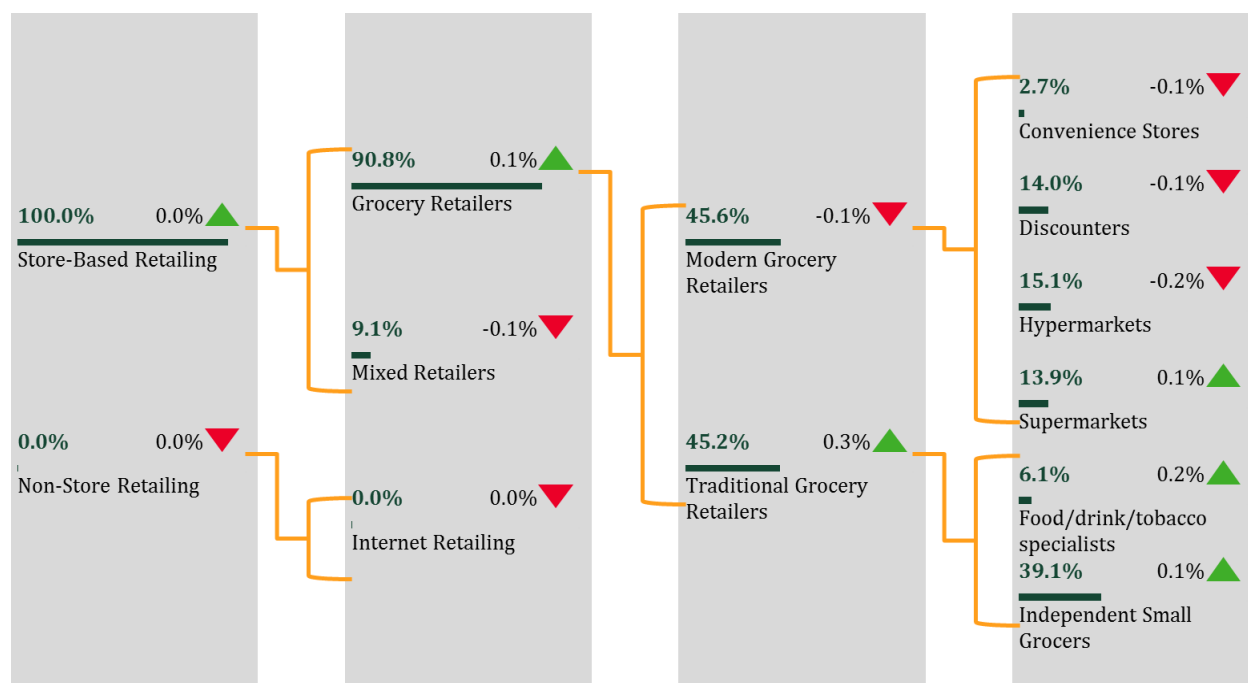 100.0% 0.0%
Store-Based Retailing
0.0% 0.0%
Non-Store Retailing
90.8% 0.1%
Grocery Retailers
9.1% -0.1%
Mixed Retailers
0.0% 0.0%
Internet Retailing
45.6% -0.1%
Modern Grocery
Retailers
45.2% 0.3%
Traditional Grocery
Retailers
2.7% -0.1%
Convenience Stores
14.0% -0.1%
Discounters
15.1% -0.2%
Hypermarkets
13.9% 0.1%
Supermarkets
6.1% 0.2%
Food/drink/tobacco
specialists
39.1% 0.1%
Independent Small
Grocers